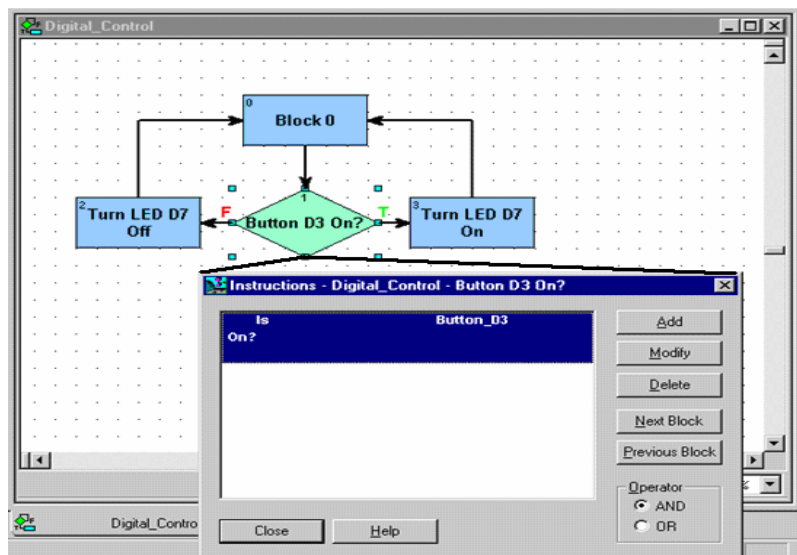 Digital_Control
0
Block 0
1
2
Turn LED D7
Off
F
Button D3 On?
T
3
Turn LED D7
On
Instructions - Digital_Control - Button D3 On?
Is Button_D3
On?
Add
Modify
Delete
Next Block
Previous Block
Operator
AND
OR
Close
Help
%
Digital_Contro